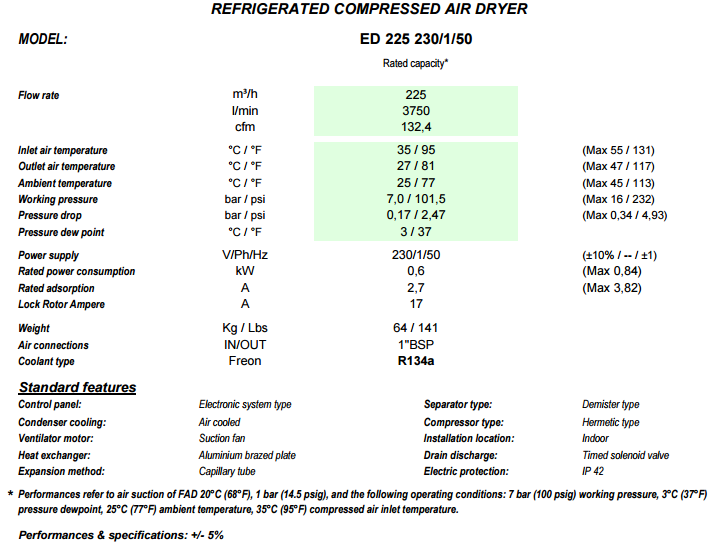 REFRIGERATED COMPRESSED AIR DRYER
MODEL: ED 225 230/1/50
Rated capacity*
Flow rate m³/h 225
l/min 3750
cfm 132,4
Inlet air temperature °C / °F 35 / 95 (Max 55 / 131)
Outlet air temperature °C / °F 27 / 81 (Max 47 / 117)
Ambient temperature °C / °F 25 / 77 (Max 45 / 113)
Working pressure bar / psi 7,0 / 101,5 (Max 16 / 232)
Pressure drop bar / psi 0,17 / 2,47 (Max 0,34 / 4,93)
Pressure dew point °C / °F 3 / 37
Power supply V/Ph/Hz 230/1/50 (±10% / -- / ±1)
Rated power consumption kW 0,6 (Max 0,84)
Rated adsorption A 2,7 (Max 3,82)
Lock Rotor Ampere A 17
Weight Kg / Lbs 64 / 141
Air connections IN/OUT 1"BSP
Coolant type Freon R134a
Standard features
Control panel: Electronic system type Separator type: Demister type
Condenser cooling: Air cooled Compressor type: Hermetic type
Ventilator motor: Suction fan Installation location: Indoor
Heat exchanger: Aluminium brazed plate Drain discharge: Timed solenoid valve
Expansion method: Capillary tube Electric protection: IP 42
* Performances refer to air suction of FAD 20°C (68°F), 1 bar (14.5 psig), and the following operating conditions: 7 bar (100 psig) working pressure, 3°C (37°F)
pressure dewpoint, 25°C (77°F) ambient temperature, 35°C (95°F) compressed air inlet temperature.
Performances & specifications: +/- 5%